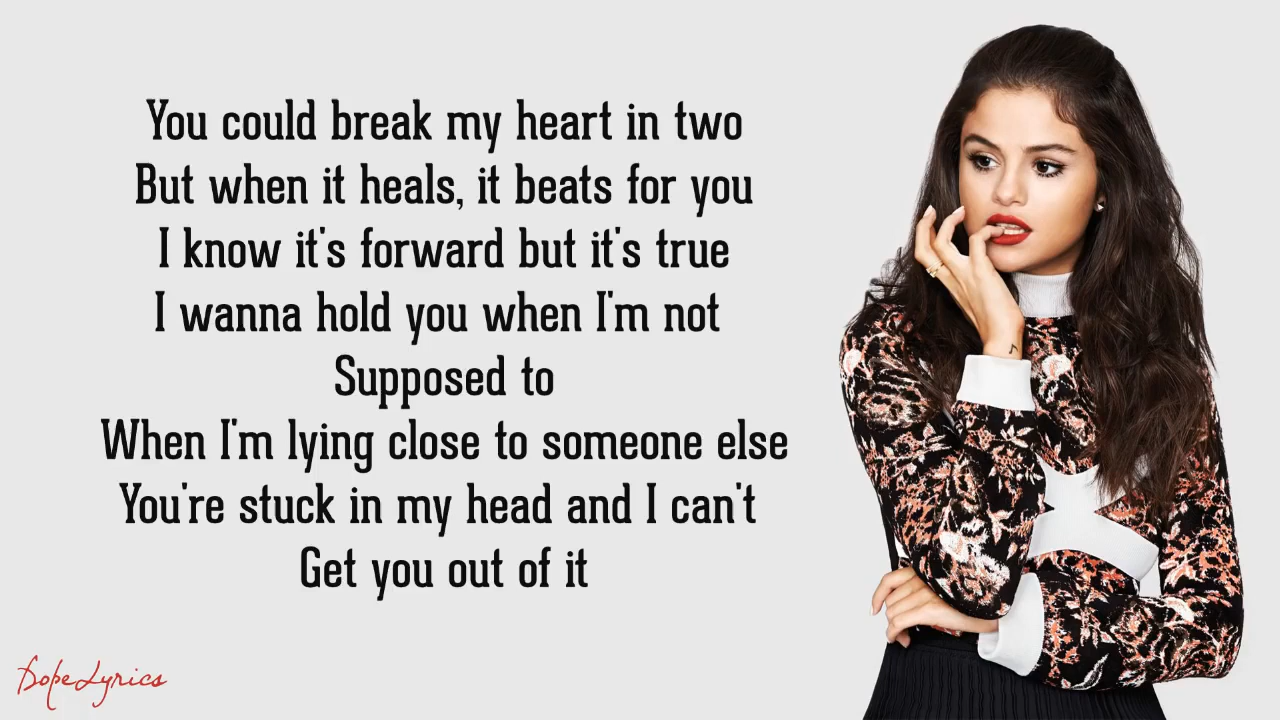 You could break my heart in two
But when it heals, it beats for you
I know it's forward but it's true
I wanna hold you when I'm not
Supposed to
When I'm lying close to someone else
You're stuck in my head and I can't
Get you out of it
DopeLyrics